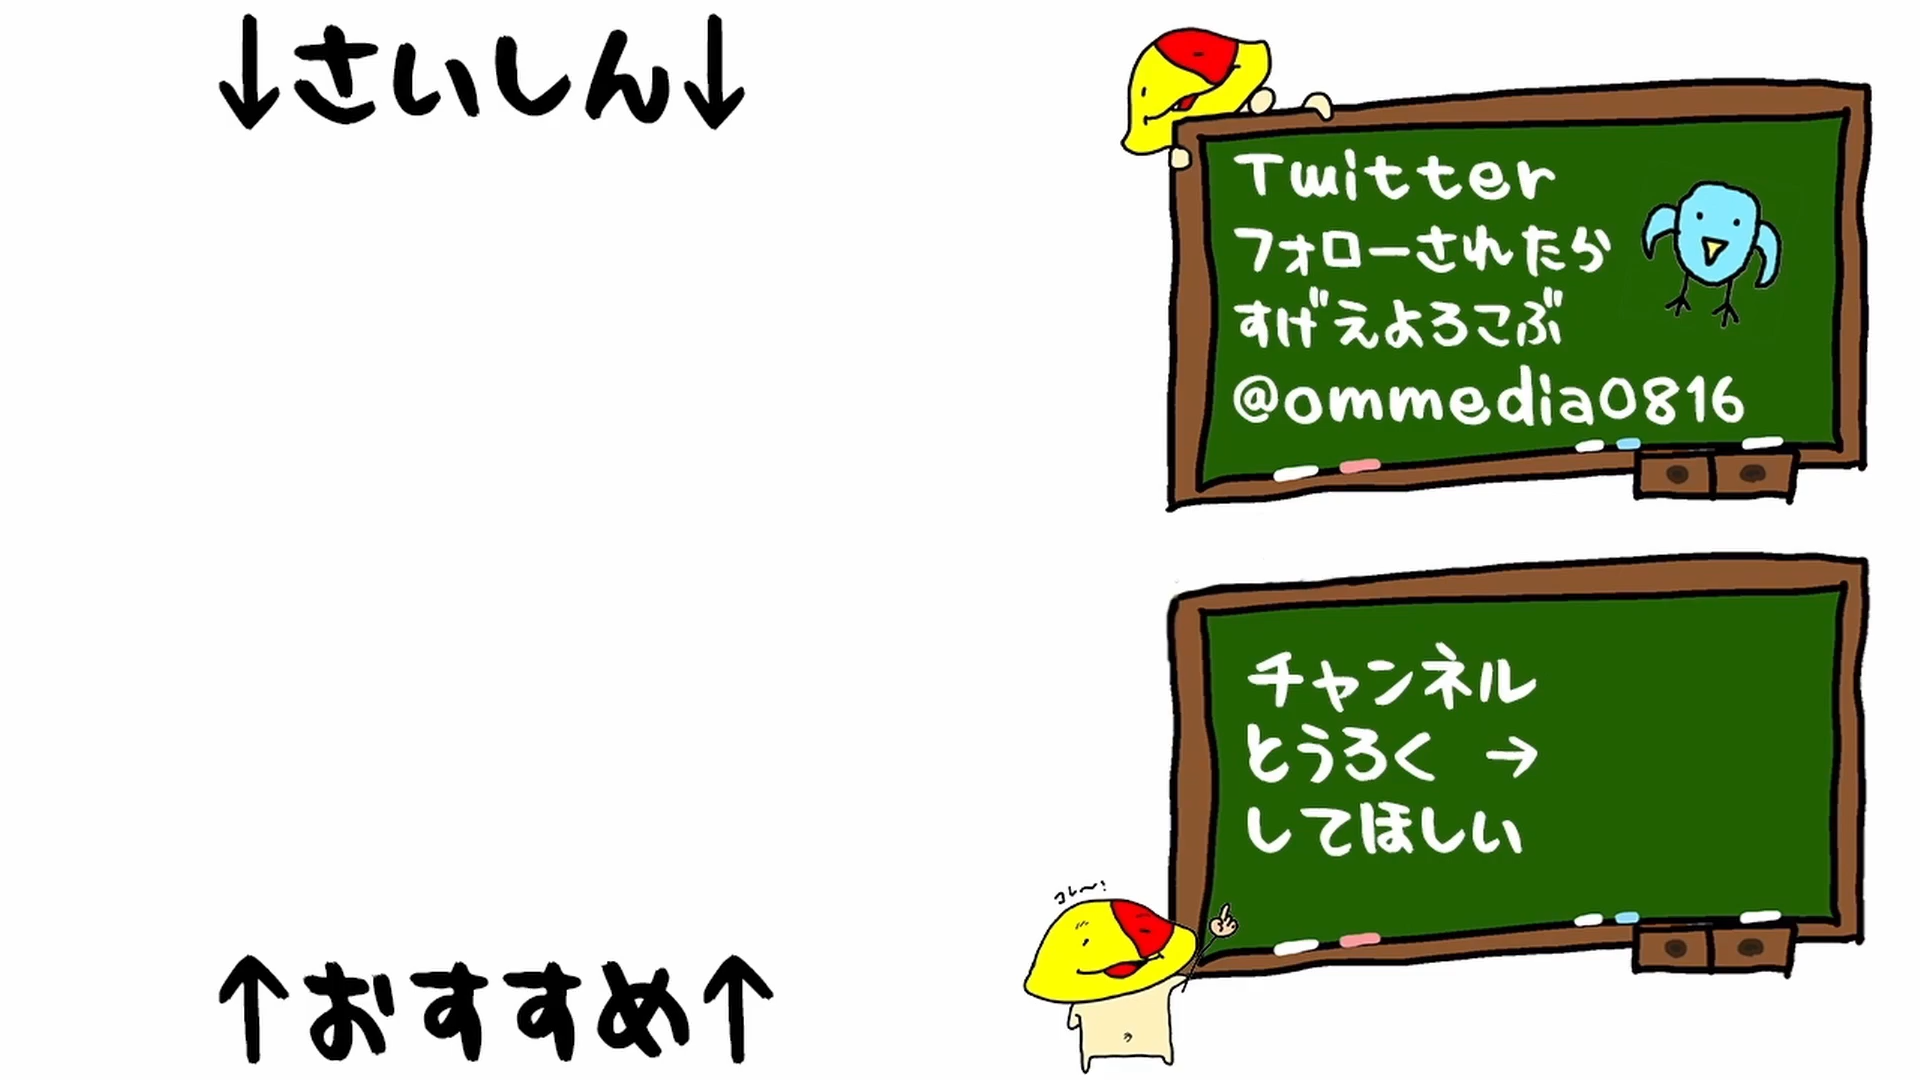 ↓さいしん↓
Twitter
フォローされたら
すげえよろこぶ
@ommedia0816
チャンネル
とうろく →
してほしい
コレ〜!
↑おすすめ↑